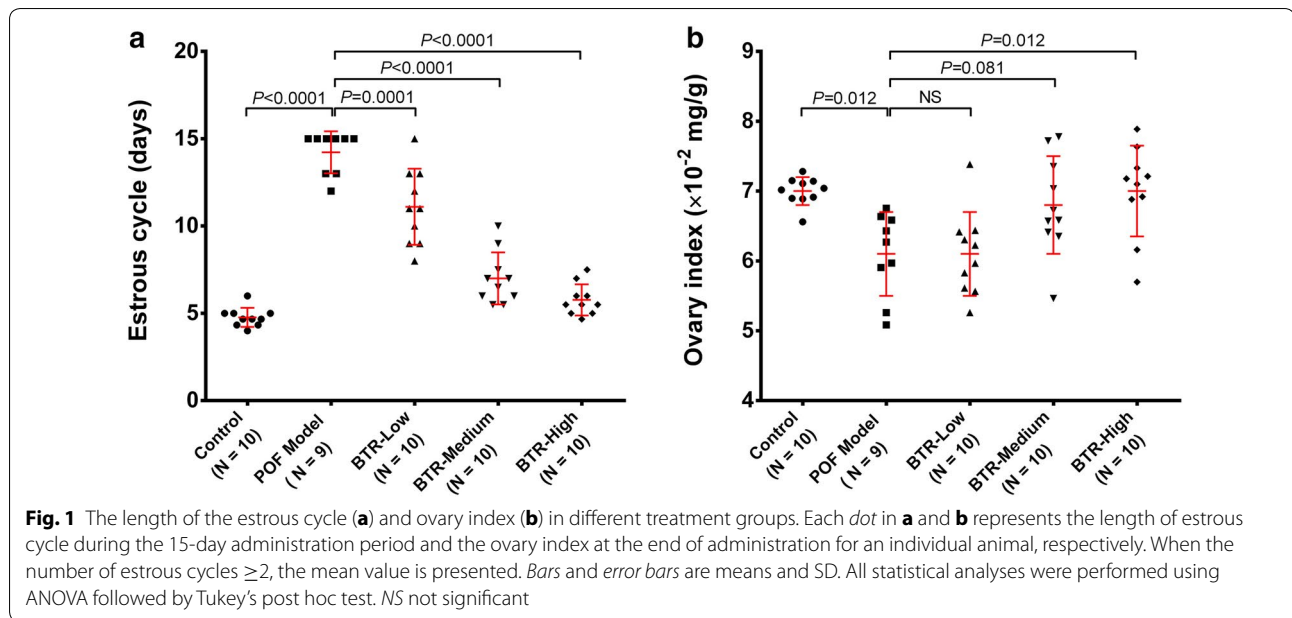 a
P<0.0001
P<0.0001
P<0.0001 P=0.0001
Estrous cycle (days)
20
15
10
5
0
Control
(N = 10)
POF Model
( N = 9)
BTR-Low
(N = 10)
BTR-Medium
(N = 10)
BTR-High
(N = 10)
b
P=0.012
P=0.081
P=0.012 NS
Ovary index (×10⁻² mg/g)
9
8
7
6
5
4
Control
(N = 10)
POF Model
( N = 9)
BTR-Low
(N = 10)
BTR-Medium
(N = 10)
BTR-High
(N = 10)
Fig. 1 The length of the estrous cycle (a) and ovary index (b) in different treatment groups. Each dot in a and b represents the length of estrous
cycle during the 15-day administration period and the ovary index at the end of administration for an individual animal, respectively. When the
number of estrous cycles ≥2, the mean value is presented. Bars and error bars are means and SD. All statistical analyses were performed using
ANOVA followed by Tukey's post hoc test. NS not significant